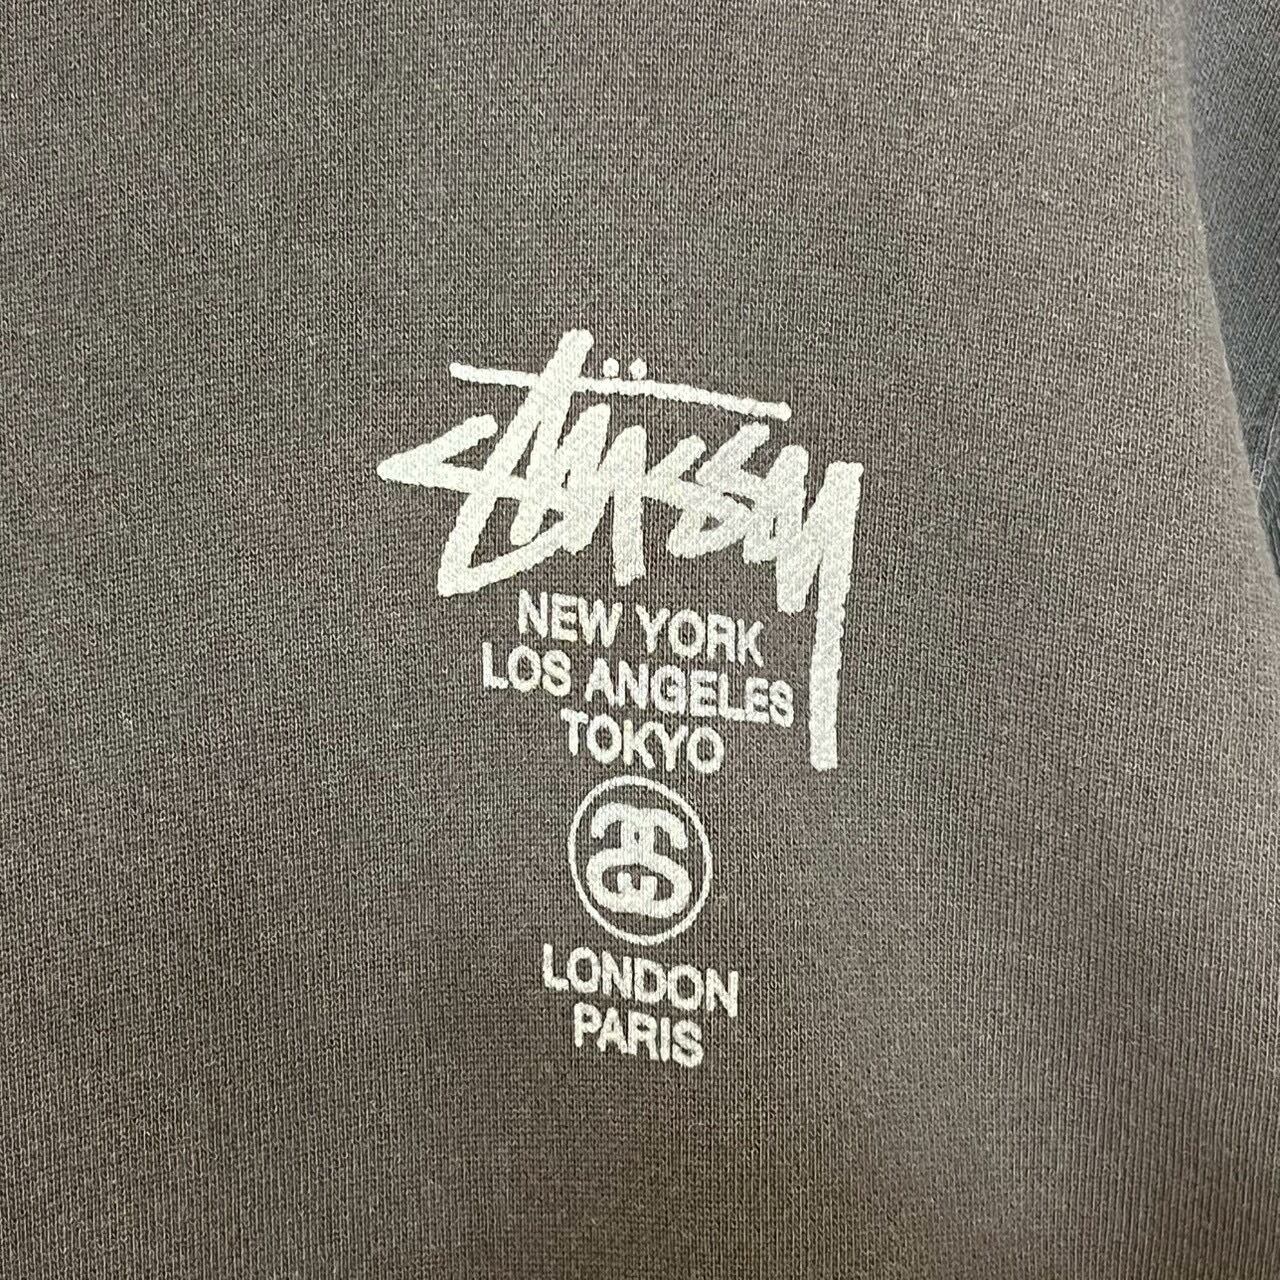 Stüssy
NEW YORK
LOS ANGELES
TOKYO
LONDON
PARIS